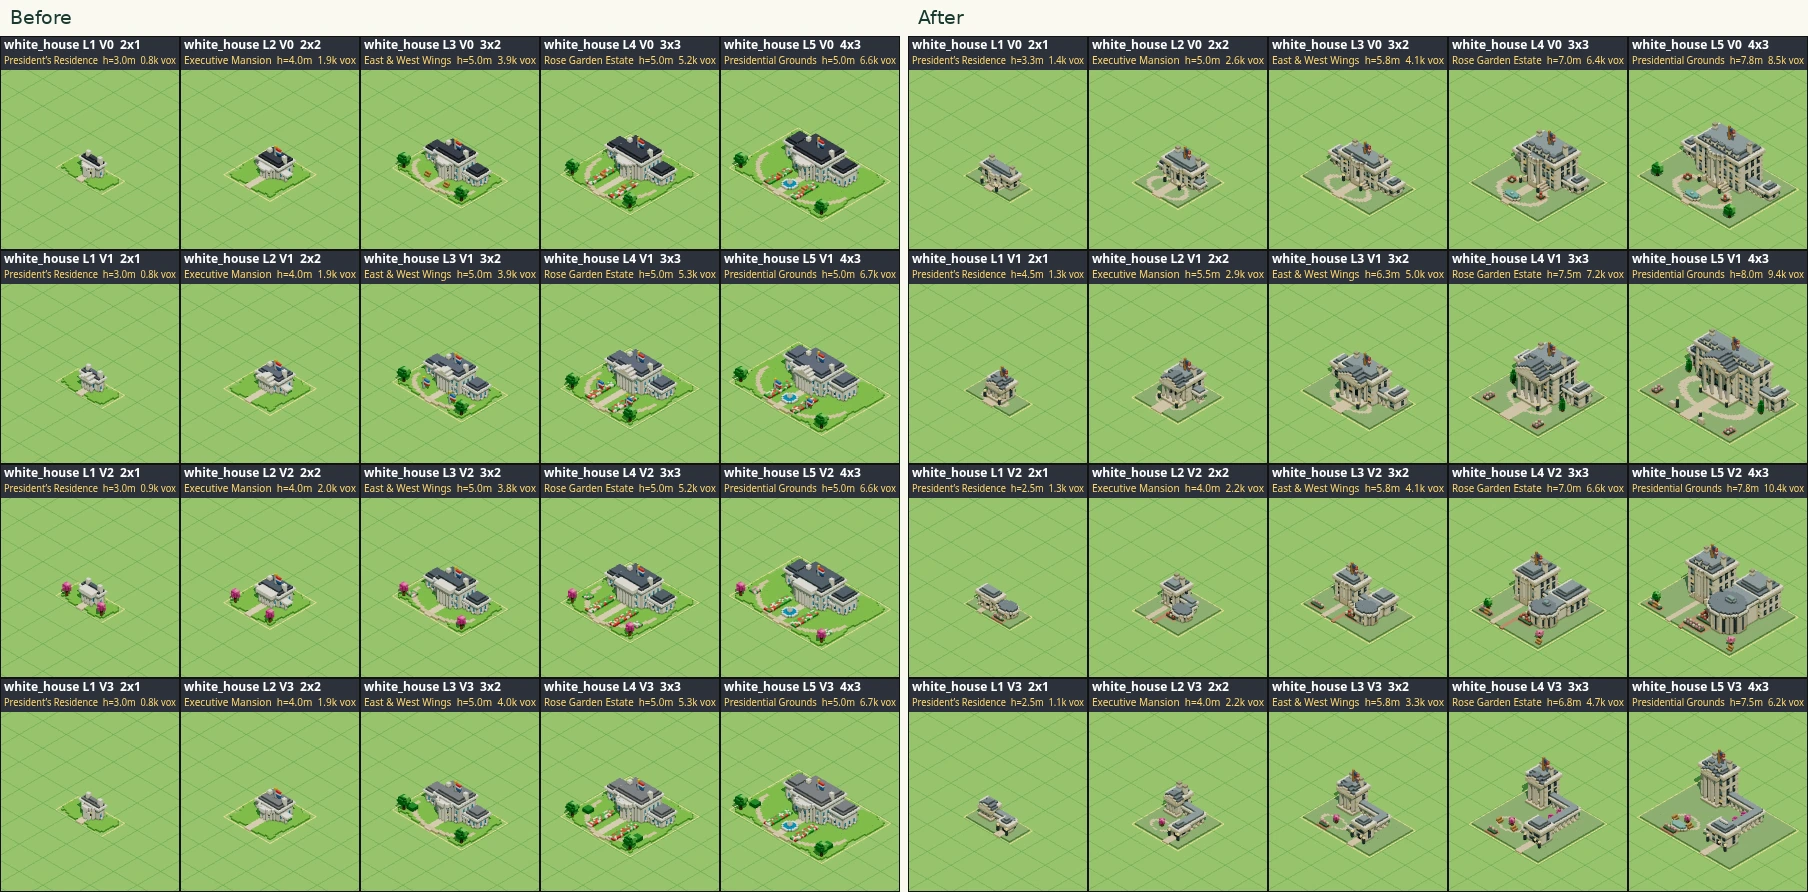 Before
After
white_house L1 V0 2x1
President's Residence h=3.0m 0.8k vox
white_house L2 V0 2x2
Executive Mansion h=4.0m 1.9k vox
white_house L3 V0 3x2
East & West Wings h=5.0m 3.9k vox
white_house L4 V0 3x3
Rose Garden Estate h=5.0m 5.2k vox
white_house L5 V0 4x3
Presidential Grounds h=5.0m 6.6k vox
white_house L1 V0 2x1
President's Residence h=3.3m 1.4k vox
white_house L2 V0 2x2
Executive Mansion h=5.0m 2.6k vox
white_house L3 V0 3x2
East & West Wings h=5.8m 4.1k vox
white_house L4 V0 3x3
Rose Garden Estate h=7.0m 6.4k vox
white_house L5 V0 4x3
Presidential Grounds h=7.8m 8.5k vox
white_house L1 V1 2x1
President's Residence h=3.0m 0.8k vox
white_house L2 V1 2x2
Executive Mansion h=4.0m 1.9k vox
white_house L3 V1 3x2
East & West Wings h=5.0m 3.9k vox
white_house L4 V1 3x3
Rose Garden Estate h=5.0m 5.3k vox
white_house L5 V1 4x3
Presidential Grounds h=5.0m 6.7k vox
white_house L1 V1 2x1
President's Residence h=4.5m 1.3k vox
white_house L2 V1 2x2
Executive Mansion h=5.5m 2.9k vox
white_house L3 V1 3x2
East & West Wings h=6.3m 5.0k vox
white_house L4 V1 3x3
Rose Garden Estate h=7.5m 7.2k vox
white_house L5 V1 4x3
Presidential Grounds h=8.0m 9.4k vox
white_house L1 V2 2x1
President's Residence h=3.0m 0.9k vox
white_house L2 V2 2x2
Executive Mansion h=4.0m 2.0k vox
white_house L3 V2 3x2
East & West Wings h=5.0m 3.8k vox
white_house L4 V2 3x3
Rose Garden Estate h=5.0m 5.2k vox
white_house L5 V2 4x3
Presidential Grounds h=5.0m 6.6k vox
white_house L1 V2 2x1
President's Residence h=2.5m 1.3k vox
white_house L2 V2 2x2
Executive Mansion h=4.0m 2.2k vox
white_house L3 V2 3x2
East & West Wings h=5.8m 4.1k vox
white_house L4 V2 3x3
Rose Garden Estate h=7.0m 6.6k vox
white_house L5 V2 4x3
Presidential Grounds h=7.8m 10.4k vox
white_house L1 V3 2x1
President's Residence h=3.0m 0.8k vox
white_house L2 V3 2x2
Executive Mansion h=4.0m 1.9k vox
white_house L3 V3 3x2
East & West Wings h=5.0m 4.0k vox
white_house L4 V3 3x3
Rose Garden Estate h=5.0m 5.3k vox
white_house L5 V3 4x3
Presidential Grounds h=5.0m 6.7k vox
white_house L1 V3 2x1
President's Residence h=2.5m 1.1k vox
white_house L2 V3 2x2
Executive Mansion h=4.0m 2.2k vox
white_house L3 V3 3x2
East & West Wings h=5.8m 3.3k vox
white_house L4 V3 3x3
Rose Garden Estate h=6.8m 4.7k vox
white_house L5 V3 4x3
Presidential Grounds h=7.5m 6.2k vox